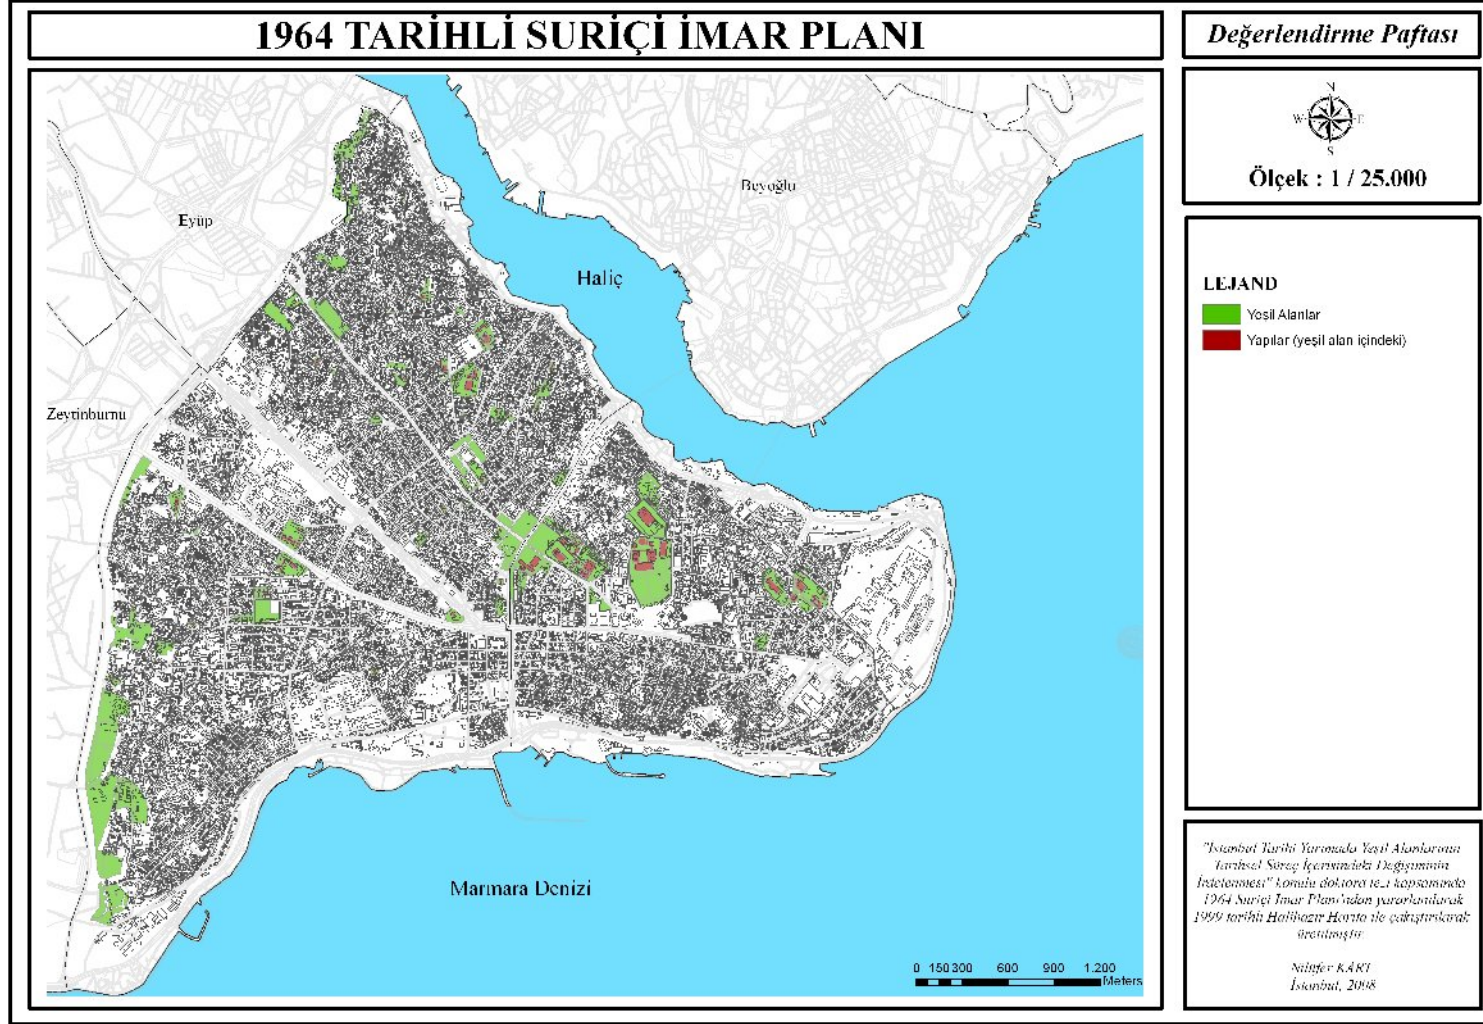 1964 TARİHLİ SURİÇİ İMAR PLANI
Değerlendirme Paftası
N
W E
S
Ölçek : 1 / 25.000
Beyoğlu
Eyüp
Haliç
Zeytinburnu
Marmara Denizi
LEJAND
Yeşil Alanlar
Yapılar (yeşil alan içindeki)
0 150 300 600 900 1.200
Meters
"İstanbul Tarihi Yarımada Yeşil Alanlarının
Tarihsel Süreç İçerisindeki Değişiminin
İrdelenmesi" konulu doktora tezi kapsamında
1964 Suriçi İmar Planı'ndan yararlanılarak
1999 tarihli Halihazır Harita ile çakıştırılarak
üretilmiştir.
Nilüfer KART
İstanbul, 2008